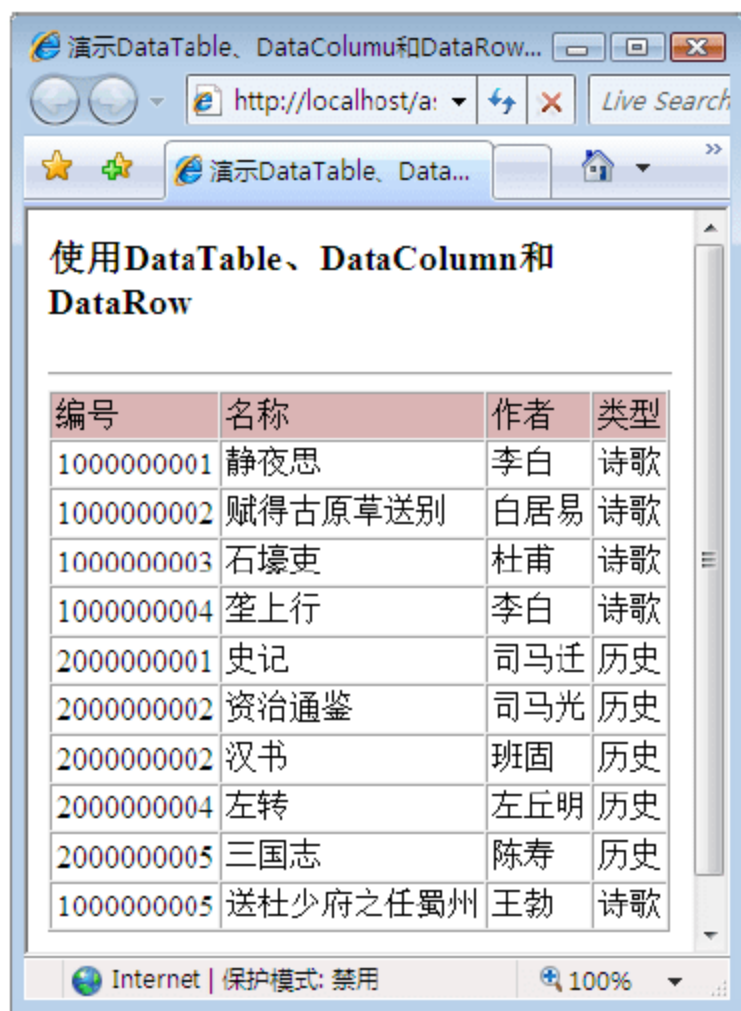 演示DataTable、DataColumu和DataRow...
http://localhost/a:
Live Search
演示DataTable、Data...
使用DataTable、DataColumn和
DataRow
编号 名称 作者 类型
1000000001 静夜思 李白 诗歌
1000000002 赋得古原草送别 白居易 诗歌
1000000003 石壕吏 杜甫 诗歌
1000000004 垄上行 李白 诗歌
2000000001 史记 司马迁 历史
2000000002 资治通鉴 司马光 历史
2000000002 汉书 班固 历史
2000000004 左转 左丘明 历史
2000000005 三国志 陈寿 历史
1000000005 送杜少府之任蜀州 王勃 诗歌
Internet | 保护模式: 禁用 100%